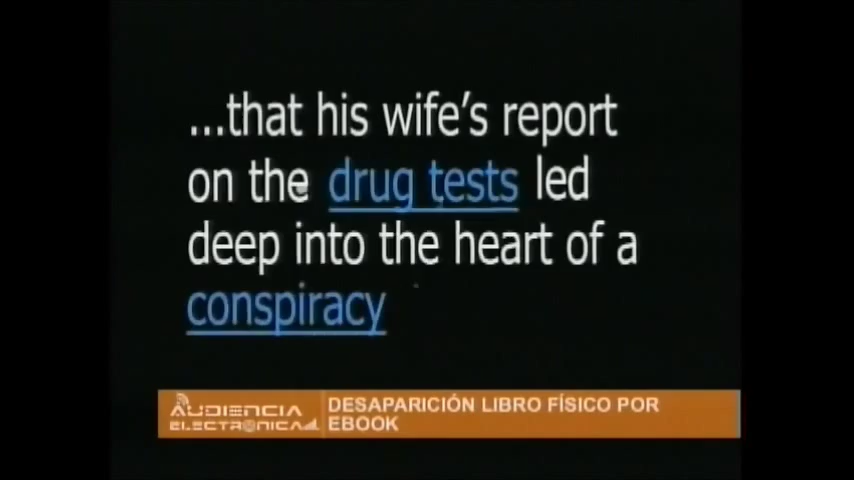 ...that his wife's report
on the drug tests led
deep into the heart of a
conspiracy
AUDIENCIA
ELECTRONICA
DESAPARICIÓN LIBRO FÍSICO POR
EBOOK